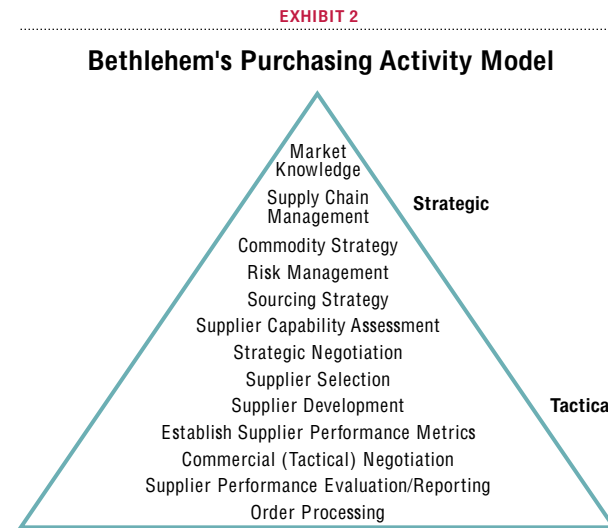 EXHIBIT 2
Bethlehem's Purchasing Activity Model
Market
Knowledge
Supply Chain
Management
Strategic
Commodity Strategy
Risk Management
Sourcing Strategy
Supplier Capability Assessment
Strategic Negotiation
Supplier Selection
Supplier Development
Tactica
Establish Supplier Performance Metrics
Commercial (Tactical) Negotiation
Supplier Performance Evaluation/Reporting
Order Processing